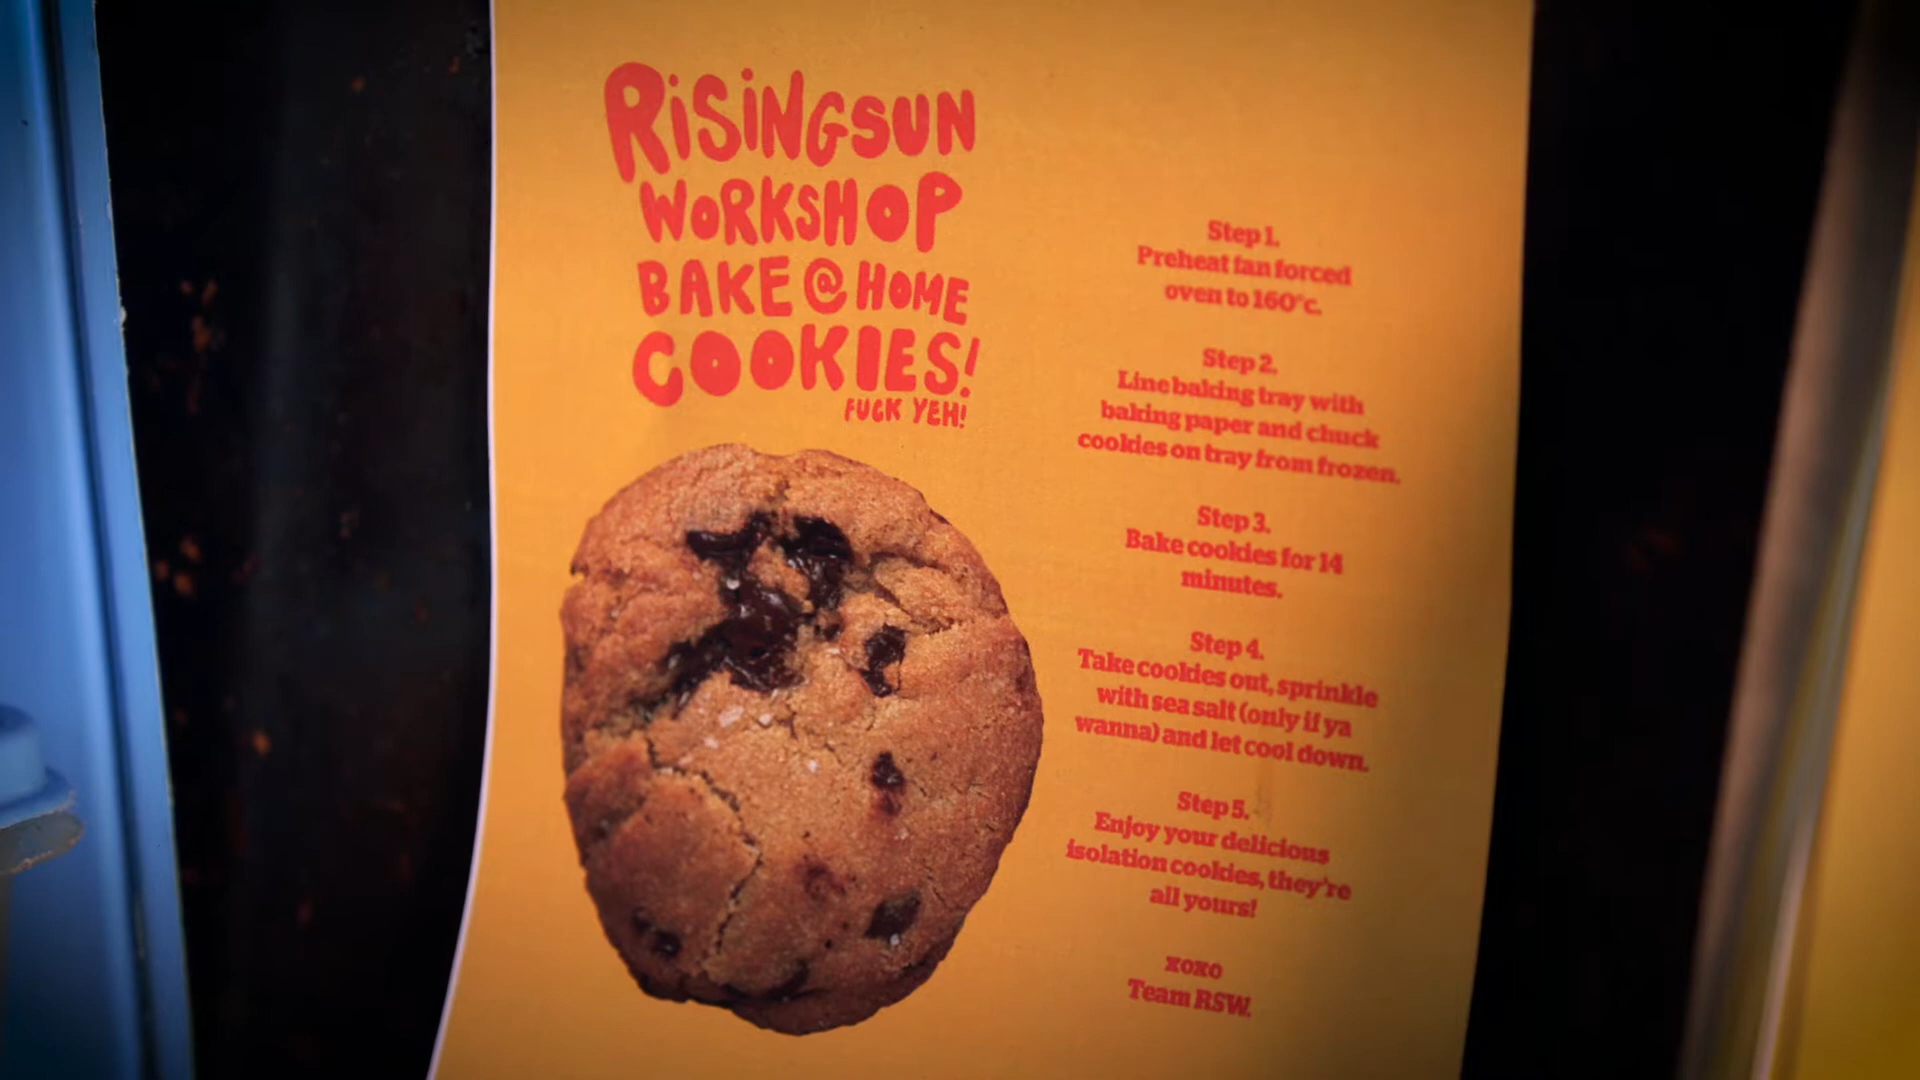 RiSiNGSUN
WORKSHOP
BAKE @ HOME
COOKIES!
FUCK YEH!
Step 1.
Preheat fan forced
oven to 160°c.
Step 2.
Line baking tray with
baking paper and chuck
cookies on tray from frozen.
Step 3.
Bake cookies for 14
minutes.
Step 4.
Take cookies out, sprinkle
with sea salt (only if ya
wanna) and let cool down.
Step 5.
Enjoy your delicious
isolation cookies, they're
all yours!
xoxo
Team RSW.